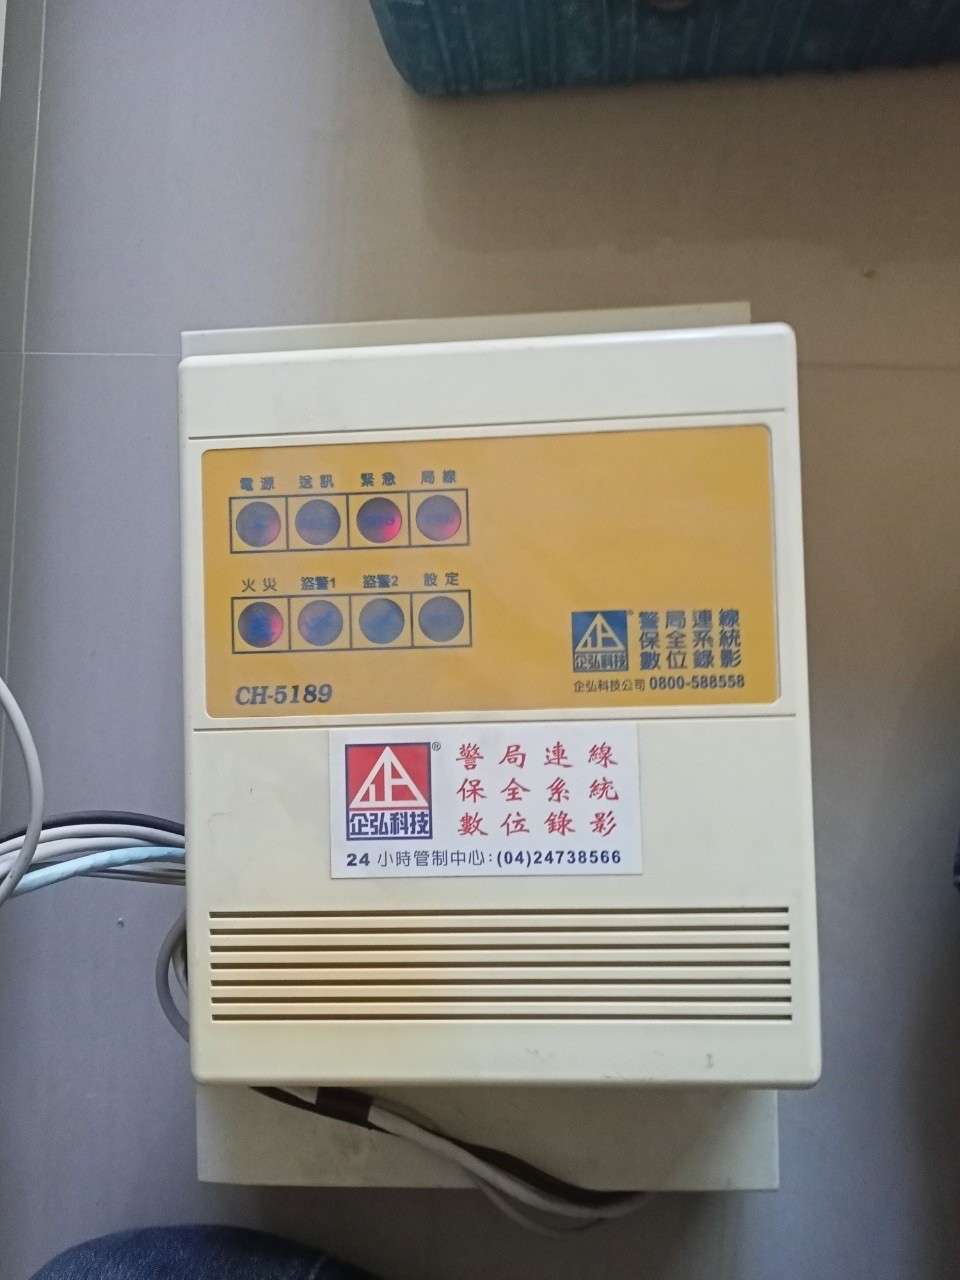 電源 送訊 緊急 局線
火災 盜警1 盜警2 設定
CH-5189
企弘科技
警局連線
保全系統
數位錄影
企弘科技公司 0800-588558
企弘科技 ®
警局連線
保全系統
數位錄影
24 小時管制中心:(04)24738566